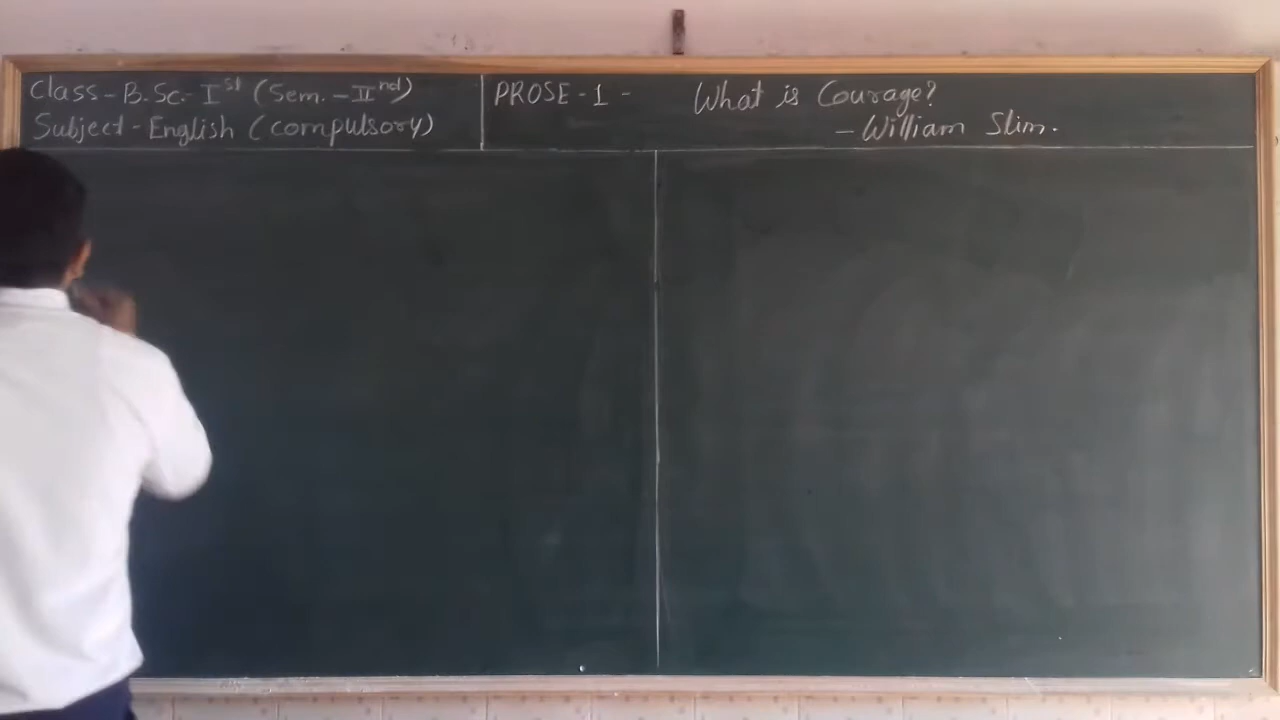 Class - B.Sc.- Ist (Sem. - IInd)
Subject - English (compulsory)
PROSE - 1 - What is Courage?
- William Slim.